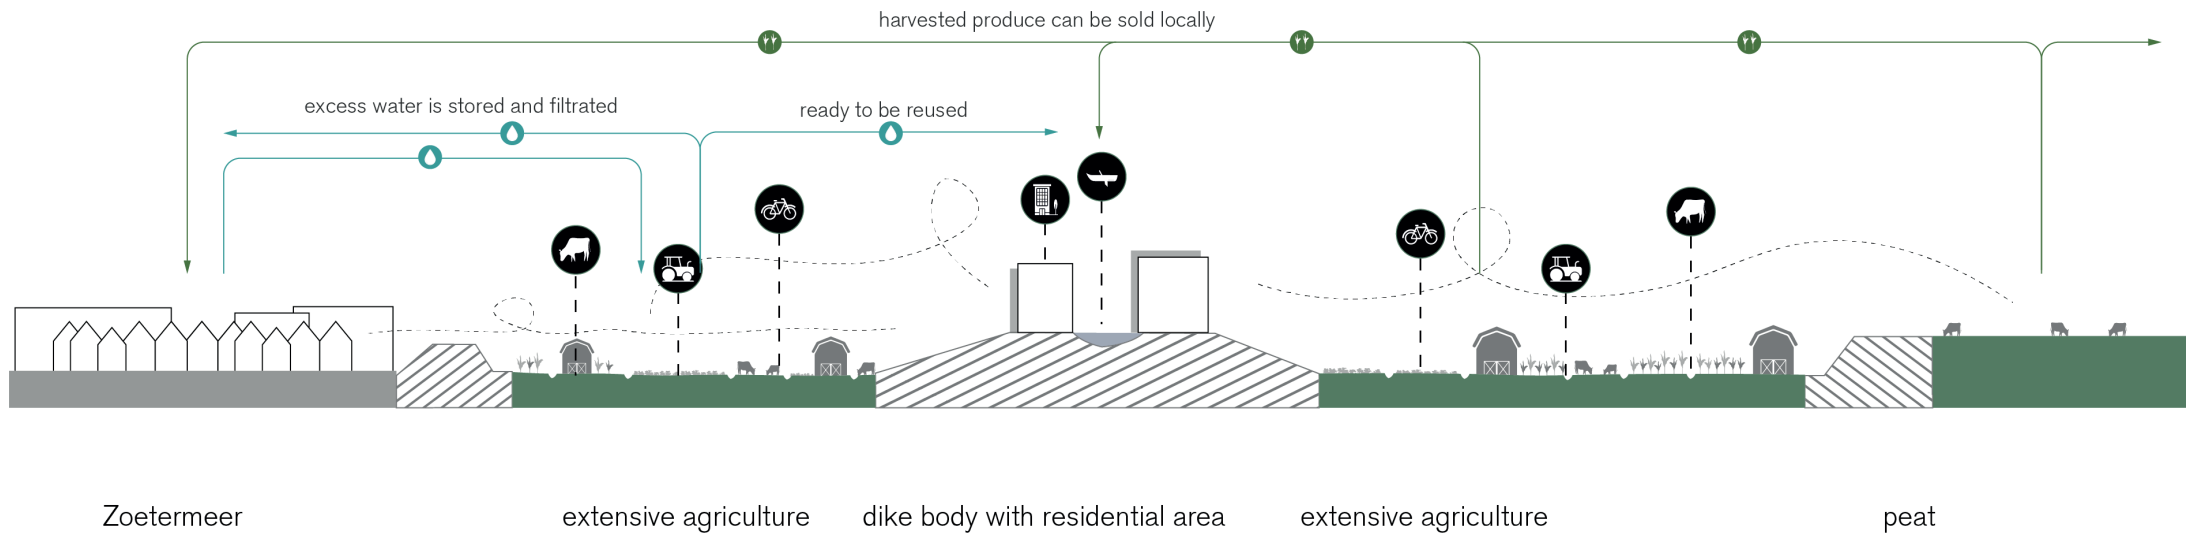 harvested produce can be sold locally
excess water is stored and filtrated
ready to be reused
Zoetermeer
extensive agriculture
dike body with residential area
extensive agriculture
peat